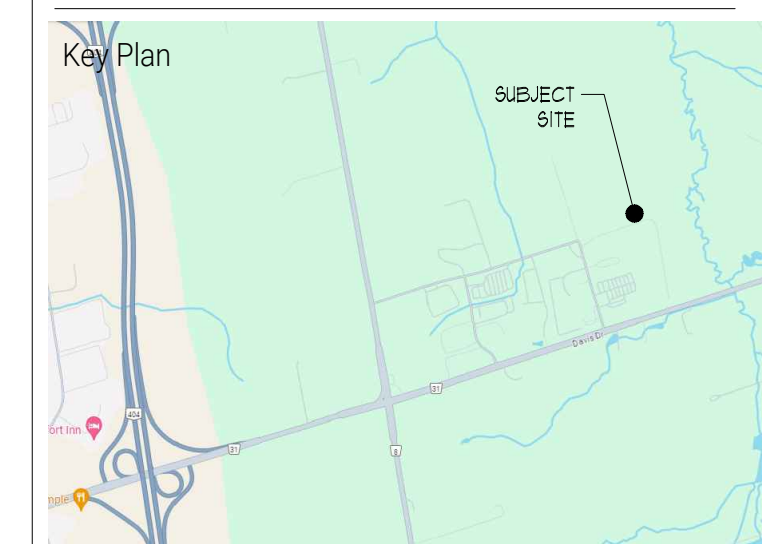 Key Plan
SUBJECT
SITE
Davis Dr
31
404
ort Inn
31
8
mple